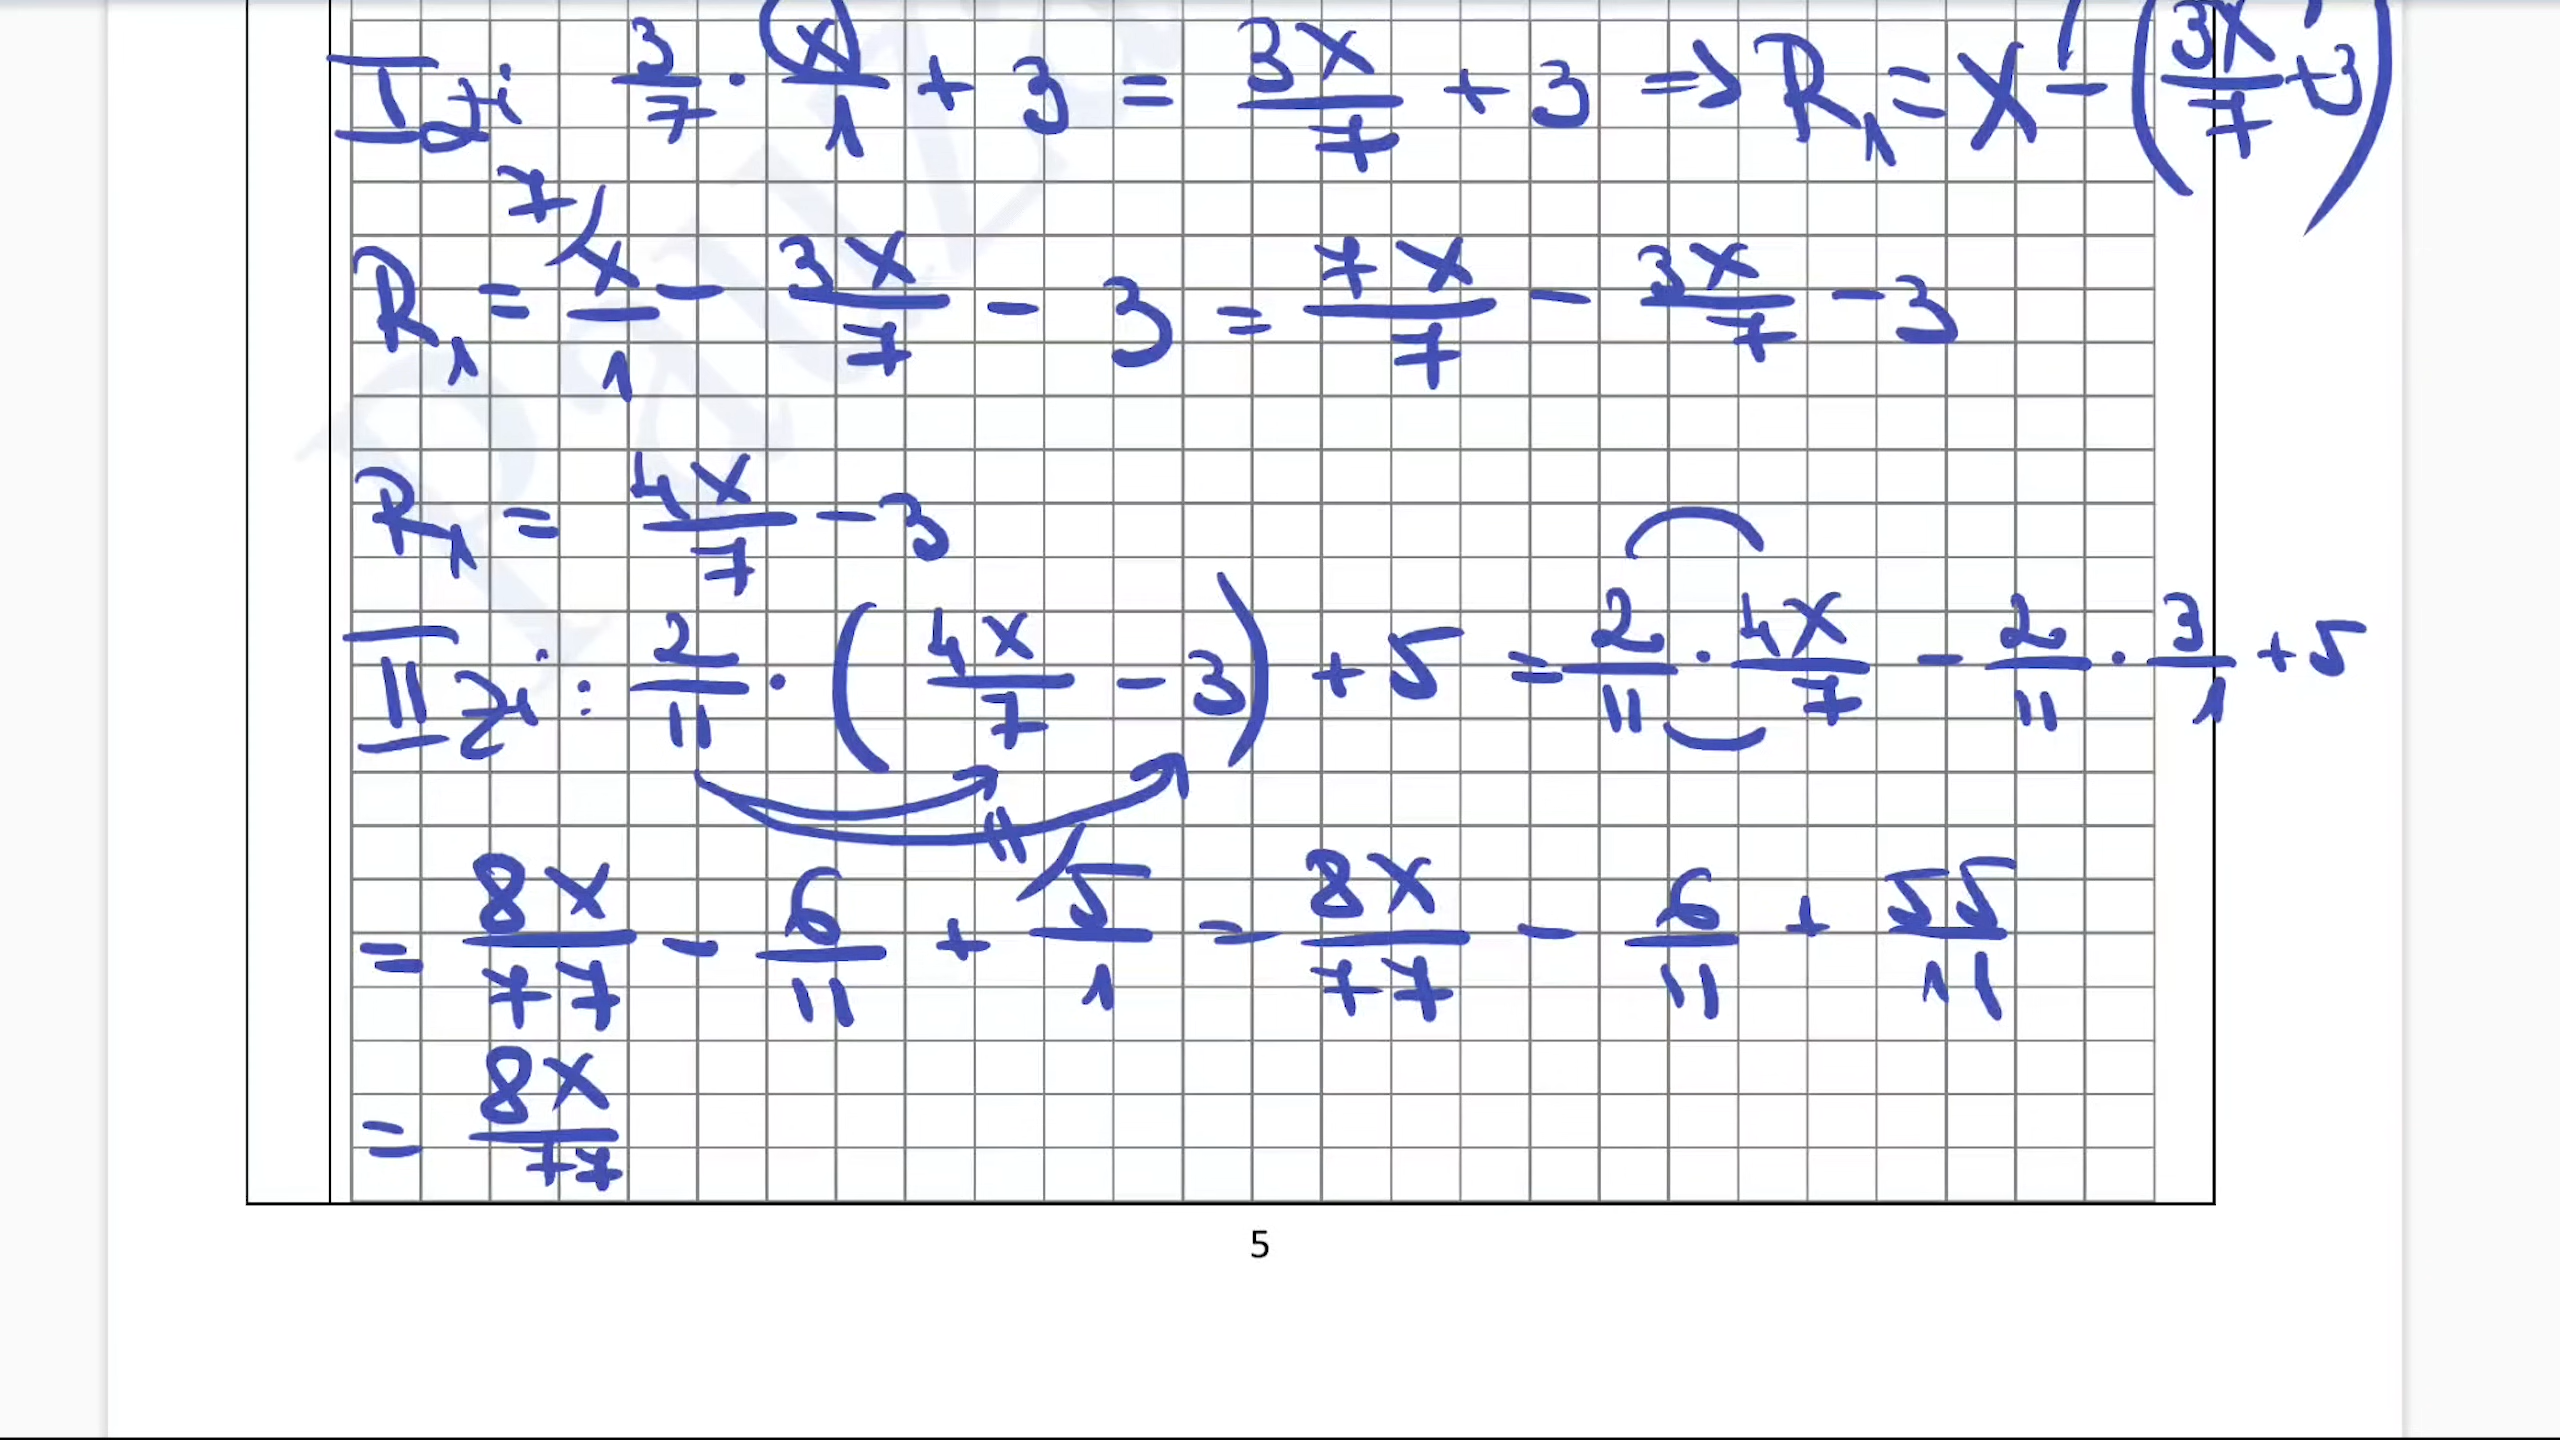 I zi 3/7 · x/1 + 3 = 3x/7 + 3 => R₁ = x - (3x/7 + 3)
R₁ = ⁷⁄x/1 - 3x/7 - 3 = 7x/7 - 3x/7 - 3
R₁ = 4x/7 - 3
II zi : 2/11 · (4x/7 - 3) + 5 = 2/11 · 4x/7 - 2/11 · 3/1 + 5
= 8x/77 - 6/11 + ¹¹⁄5/1 = 8x/77 - 6/11 + 55/11
= 8x/77
5